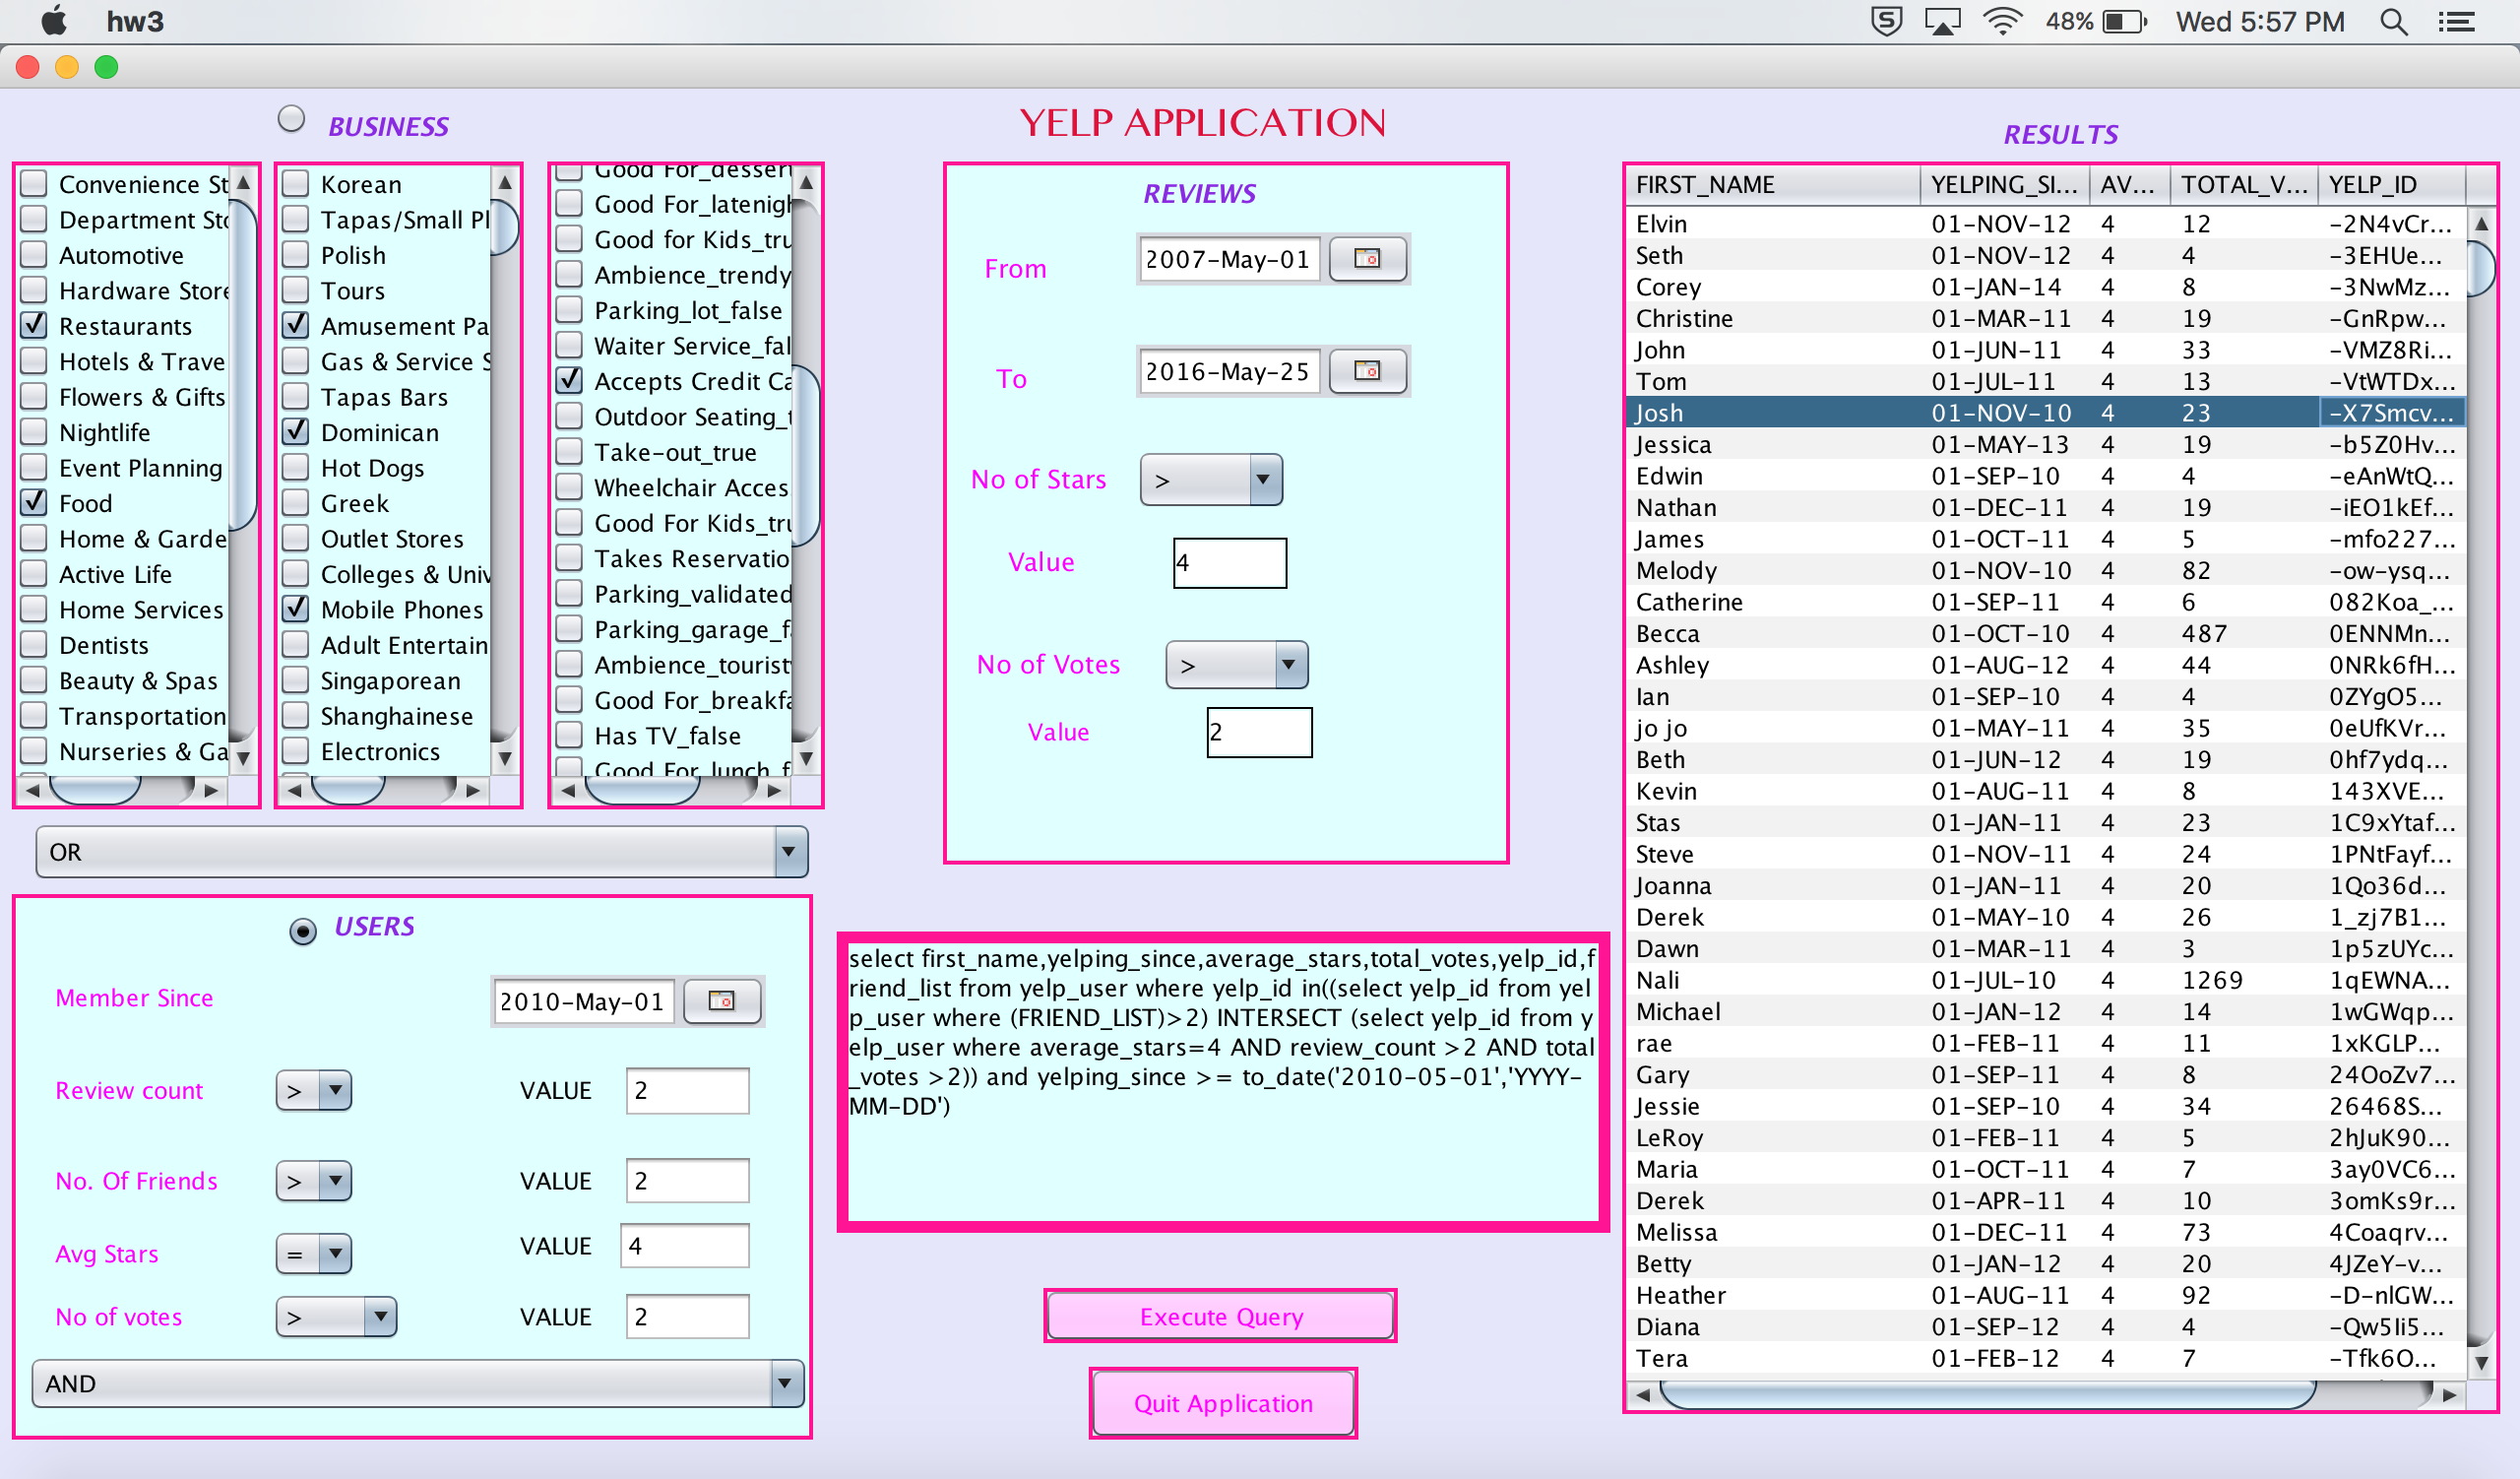 hw3
48%
Wed 5:57 PM
BUSINESS
YELP APPLICATION
RESULTS
Convenience St
Department Sto
Automotive
Hardware Store
Restaurants
Hotels & Trave
Flowers & Gifts
Nightlife
Event Planning
Food
Home & Garde
Active Life
Home Services
Dentists
Beauty & Spas
Transportation
Nurseries & Ga
Korean
Tapas/Small Pl
Polish
Tours
Amusement Pa
Gas & Service S
Tapas Bars
Dominican
Hot Dogs
Greek
Outlet Stores
Colleges & Univ
Mobile Phones
Adult Entertain
Singaporean
Shanghainese
Electronics
Good For_dessert
Good For_latenigh
Good for Kids_tru
Ambience_trendy
Parking_lot_false
Waiter Service_fal
Accepts Credit Ca
Outdoor Seating_t
Take-out_true
Wheelchair Acces
Good For Kids_tru
Takes Reservatio
Parking_validated
Parking_garage_fa
Ambience_touristy
Good For_breakfa
Has TV_false
Good For_lunch_f
OR
REVIEWS
From 2007-May-01
To 2016-May-25
No of Stars >
Value 4
No of Votes >
Value 2
USERS
Member Since 2010-May-01
Review count > VALUE 2
No. Of Friends > VALUE 2
Avg Stars = VALUE 4
No of votes > VALUE 2
AND
select first_name,yelping_since,average_stars,total_votes,yelp_id,f
riend_list from yelp_user where yelp_id in((select yelp_id from yel
p_user where (FRIEND_LIST)>2) INTERSECT (select yelp_id from y
elp_user where average_stars=4 AND review_count >2 AND total
_votes >2)) and yelping_since >= to_date('2010-05-01','YYYY-
MM-DD')
Execute Query
Quit Application
FIRST_NAME YELPING_SI... AV... TOTAL_V... YELP_ID
Elvin 01-NOV-12 4 12 -2N4vCr...
Seth 01-NOV-12 4 4 -3EHUe...
Corey 01-JAN-14 4 8 -3NwMz...
Christine 01-MAR-11 4 19 -GnRpw...
John 01-JUN-11 4 33 -VMZ8Ri...
Tom 01-JUL-11 4 13 -VtWTDx...
Josh 01-NOV-10 4 23 -X7Smcv...
Jessica 01-MAY-13 4 19 -b5Z0Hv...
Edwin 01-SEP-10 4 4 -eAnWtQ...
Nathan 01-DEC-11 4 19 -iEO1kEf...
James 01-OCT-11 4 5 -mfo227...
Melody 01-NOV-10 4 82 -ow-ysq...
Catherine 01-SEP-11 4 6 082Koa_...
Becca 01-OCT-10 4 487 0ENNMn...
Ashley 01-AUG-12 4 44 0NRk6fH...
Ian 01-SEP-10 4 4 0ZYgO5...
jo jo 01-MAY-11 4 35 0eUfKVr...
Beth 01-JUN-12 4 19 0hf7ydq...
Kevin 01-AUG-11 4 8 143XVE...
Stas 01-JAN-11 4 23 1C9xYtaf...
Steve 01-NOV-11 4 24 1PNtFayf...
Joanna 01-JAN-11 4 20 1Qo36d...
Derek 01-MAY-10 4 26 1_zj7B1...
Dawn 01-MAR-11 4 3 1p5zUYc...
Nali 01-JUL-10 4 1269 1qEWNA...
Michael 01-JAN-12 4 14 1wGWqp...
rae 01-FEB-11 4 11 1xKGLP...
Gary 01-SEP-11 4 8 24OoZv7...
Jessie 01-SEP-10 4 34 26468S...
LeRoy 01-FEB-11 4 5 2hJuK90...
Maria 01-OCT-11 4 7 3ay0VC6...
Derek 01-APR-11 4 10 3omKs9r...
Melissa 01-DEC-11 4 73 4Coaqrv...
Betty 01-JAN-12 4 20 4JZeY-v...
Heather 01-AUG-11 4 92 -D-nlGW...
Diana 01-SEP-12 4 4 -Qw5Ii5...
Tera 01-FEB-12 4 7 -Tfk6O...